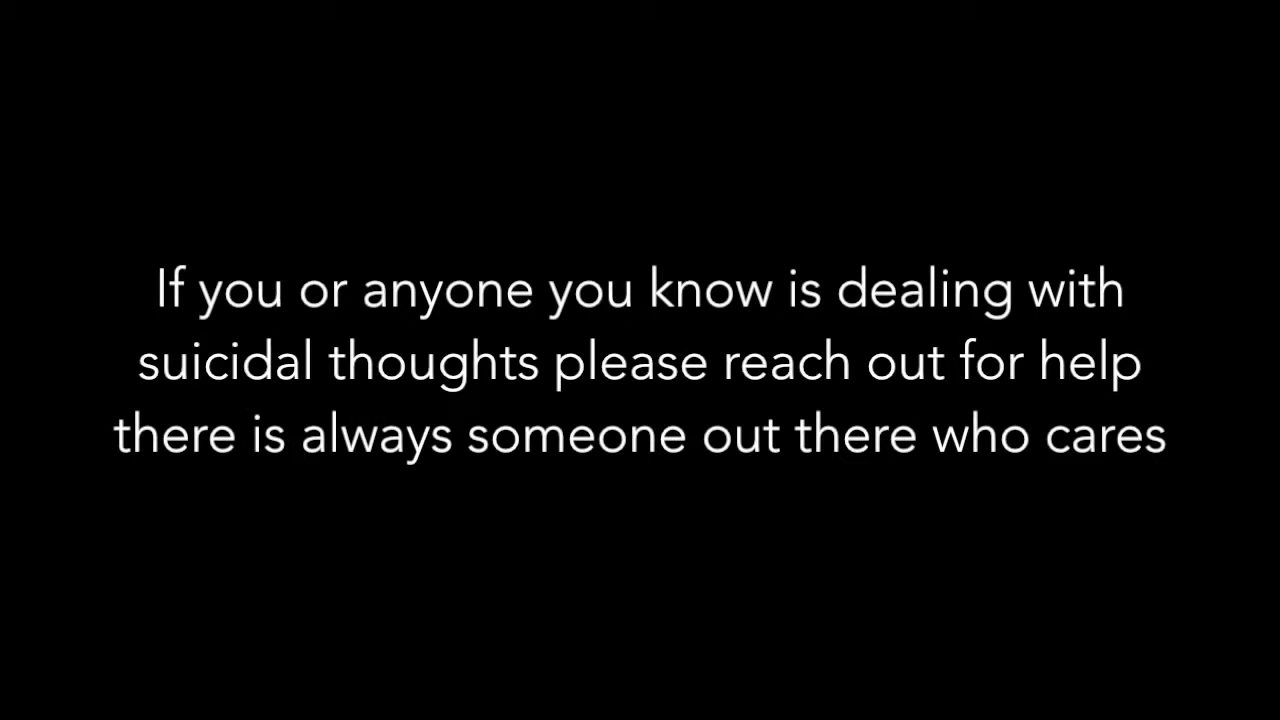 If you or anyone you know is dealing with
suicidal thoughts please reach out for help
there is always someone out there who cares